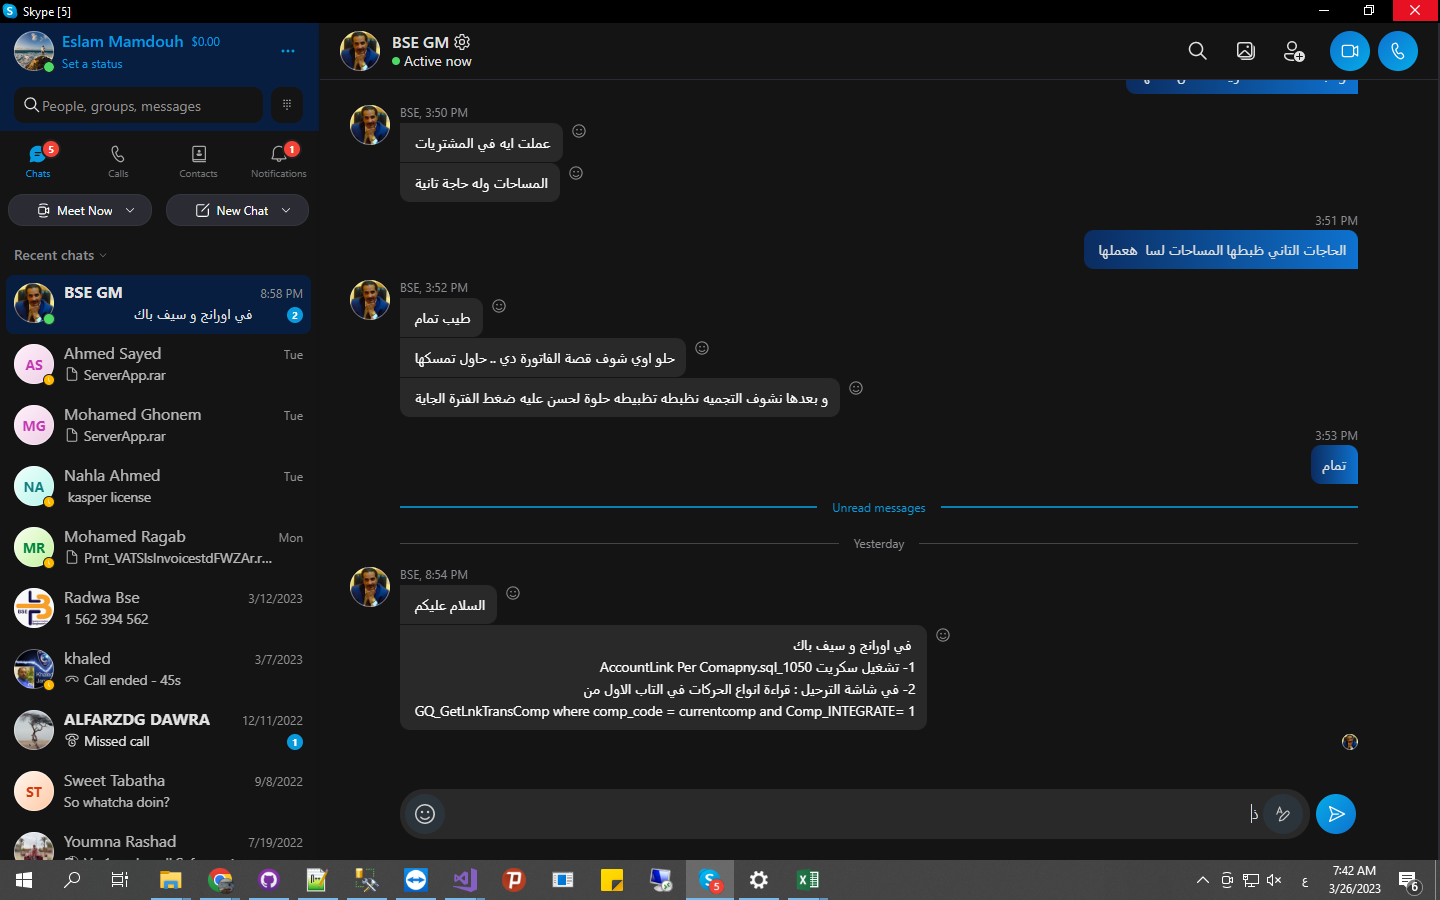 Skype [5]
Eslam Mamdouh $0.00
Set a status
People, groups, messages
5
Chats
Calls
Contacts
1
Notifications
Meet Now
New Chat
Recent chats
BSE GM 8:58 PM
في اورانج و سيف باك 2
AS
Ahmed Sayed Tue
ServerApp.rar
MG
Mohamed Ghonem Tue
ServerApp.rar
NA
Nahla Ahmed Tue
kasper license
MR
Mohamed Ragab Mon
Prnt_VATSlsInvoicestdFWZAr.r...
Radwa Bse 3/12/2023
1 562 394 562
khaled 3/7/2023
Call ended - 45s
ALFARZDG DAWRA 12/11/2022
Missed call 1
ST
Sweet Tabatha 9/8/2022
So whatcha doin?
Youmna Rashad 7/19/2022
BSE GM
Active now
BSE, 3:50 PM
عملت ايه في المشتريات
المساحات وله حاجة تانية
3:51 PM
الحاجات التاني ظبطها المساحات لسا هعملها
BSE, 3:52 PM
طيب تمام
حلو اوي شوف قصة الفاتورة دي .. حاول تمسكها
و بعدها نشوف التجميه نظبطه تظبيطه حلوة لحسن عليه ضغط الفترة الجاية
3:53 PM
تمام
Unread messages
Yesterday
BSE, 8:54 PM
السلام عليكم
في اورانج و سيف باك
1- تشغيل سكريت 1050_AccountLink Per Comapny.sql
2- في شاشة الترحيل : قراءة انواع الحركات في التاب الاول من
GQ_GetLnkTransComp where comp_code = currentcomp and Comp_INTEGRATE= 1
ذ
5
ع
7:42 AM
3/26/2023
6